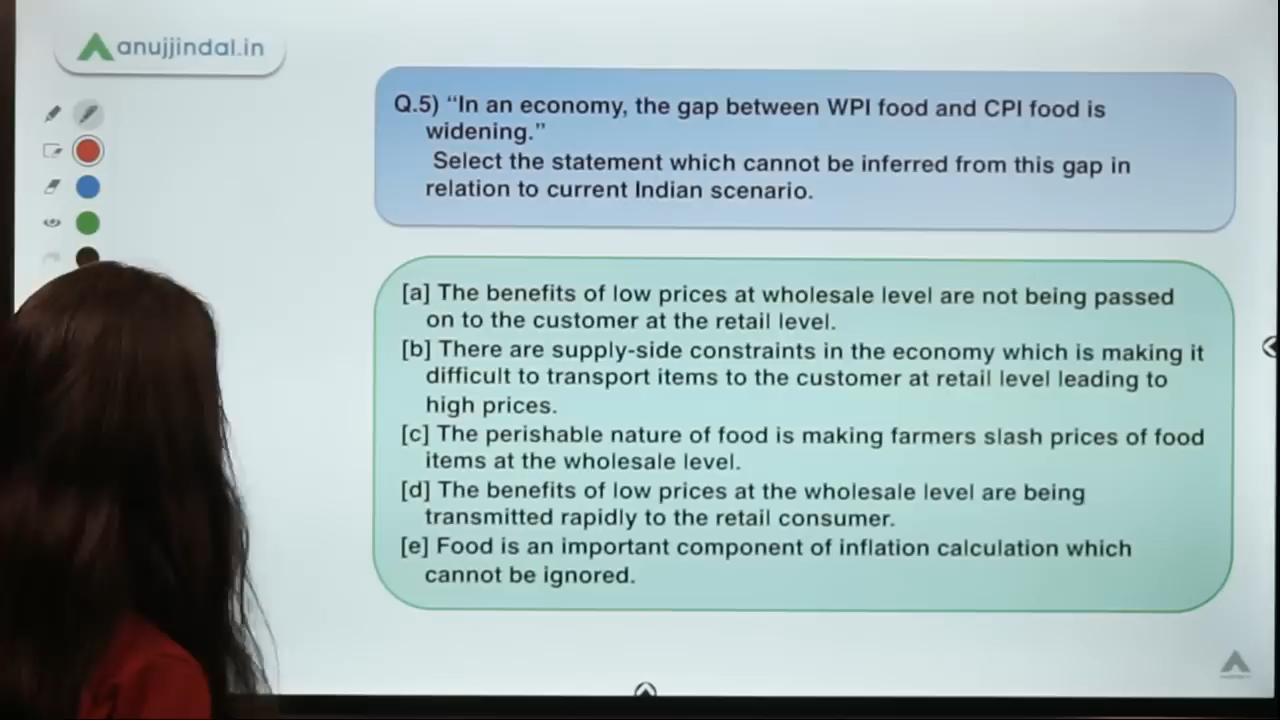 anujjindal.in
Q.5) “In an economy, the gap between WPI food and CPI food is
widening.”
Select the statement which cannot be inferred from this gap in
relation to current Indian scenario.
[a] The benefits of low prices at wholesale level are not being passed
on to the customer at the retail level.
[b] There are supply-side constraints in the economy which is making it
difficult to transport items to the customer at retail level leading to
high prices.
[c] The perishable nature of food is making farmers slash prices of food
items at the wholesale level.
[d] The benefits of low prices at the wholesale level are being
transmitted rapidly to the retail consumer.
[e] Food is an important component of inflation calculation which
cannot be ignored.